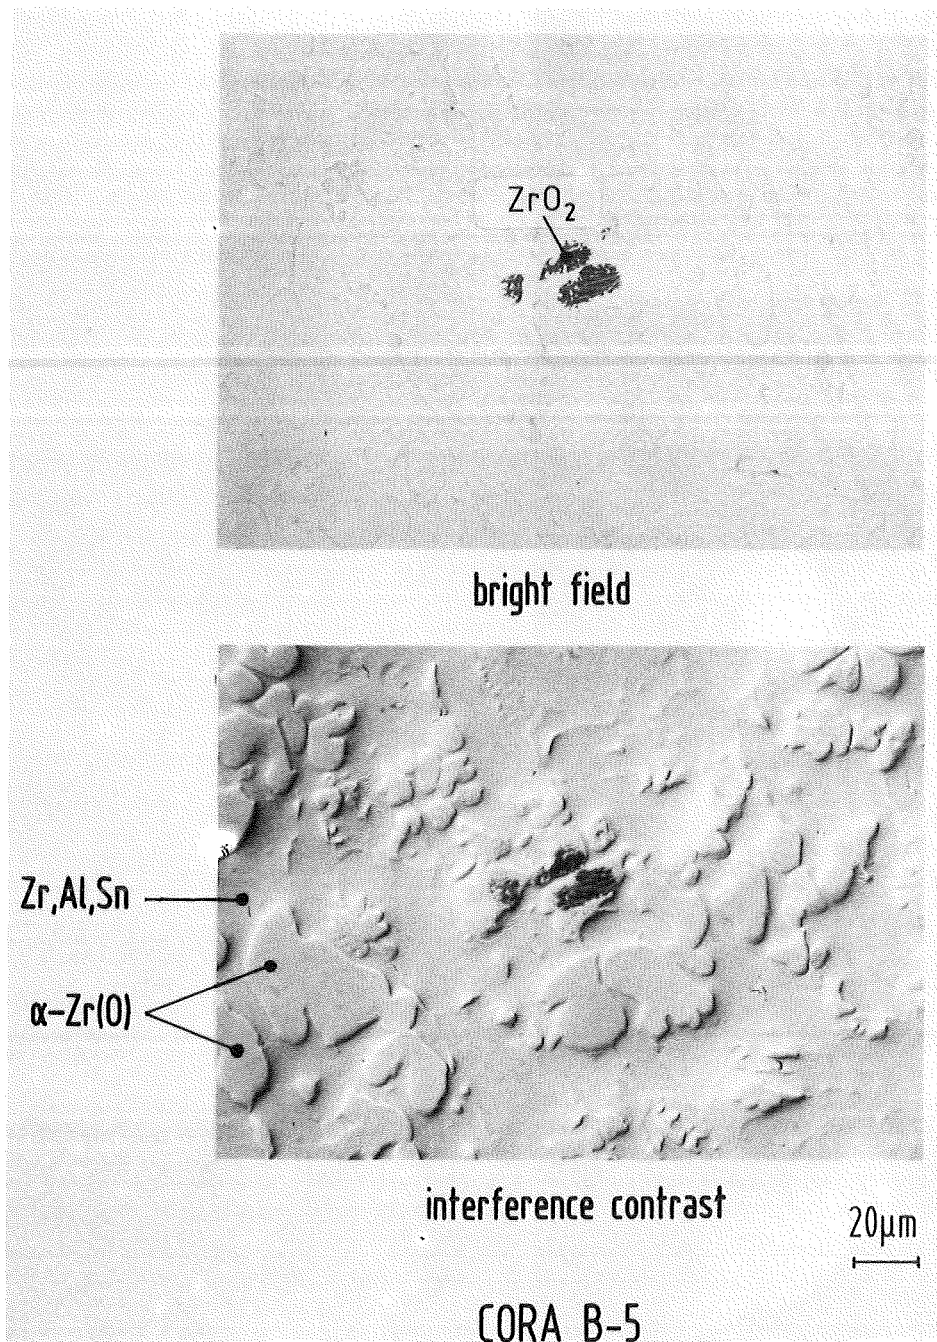 ZrO₂
bright field
Zr,Al,Sn
α-Zr(O)
interference contrast
20μm
CORA B-5